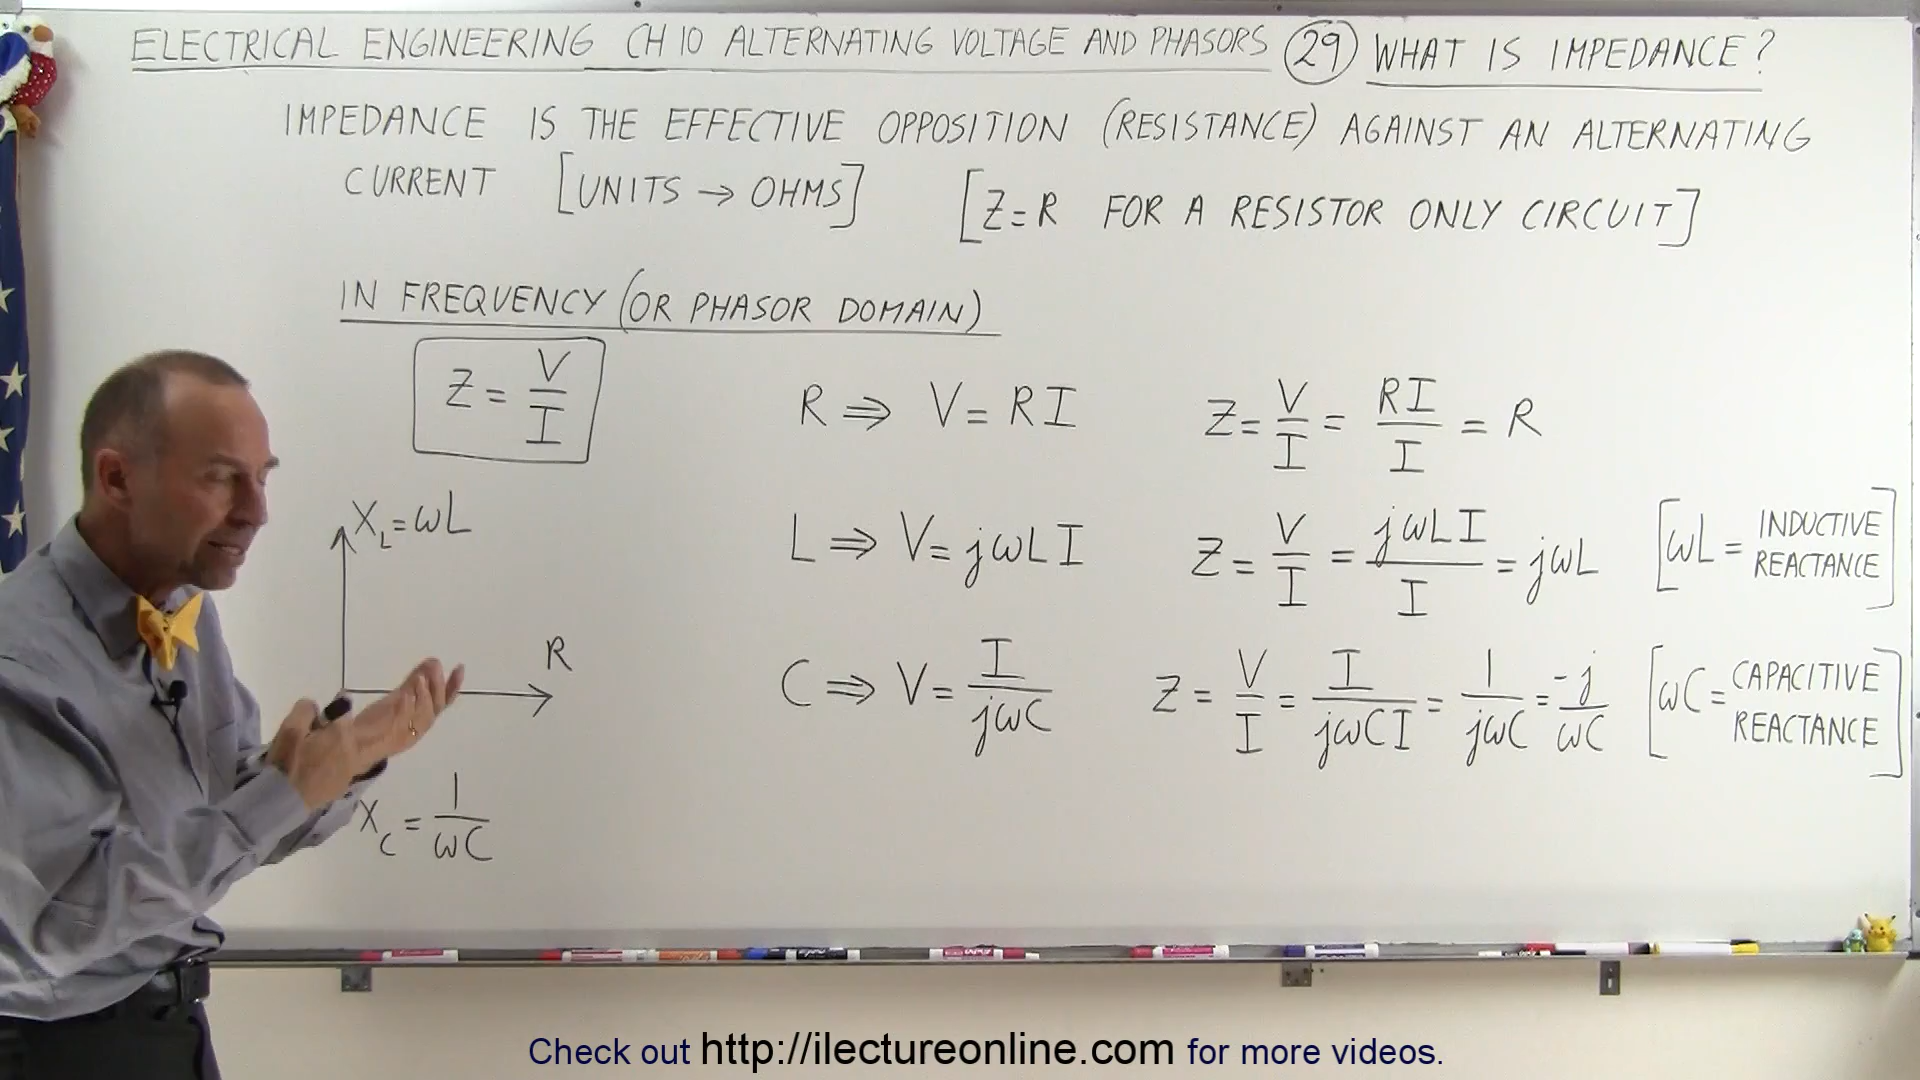 ELECTRICAL ENGINEERING CH 10 ALTERNATING VOLTAGE AND PHASORS 29 WHAT IS IMPEDANCE?
IMPEDANCE IS THE EFFECTIVE OPPOSITION (RESISTANCE) AGAINST AN ALTERNATING
CURRENT [UNITS → OHMS] [Z = R FOR A RESISTOR ONLY CIRCUIT]
IN FREQUENCY (OR PHASOR DOMAIN)
Z = V/I
R ⇒ V = RI
Z = V/I = RI/I = R
X_L = ωL
L ⇒ V = jωLI
Z = V/I = jωLI/I = jωL
[ωL = INDUCTIVE
REACTANCE]
R
C ⇒ V = I/jωC
Z = V/I = I/jωCI = 1/jωC = -j/ωC
[ωC = CAPACITIVE
REACTANCE]
X_C = 1/ωC
Check out http://ilectureonline.com for more videos.